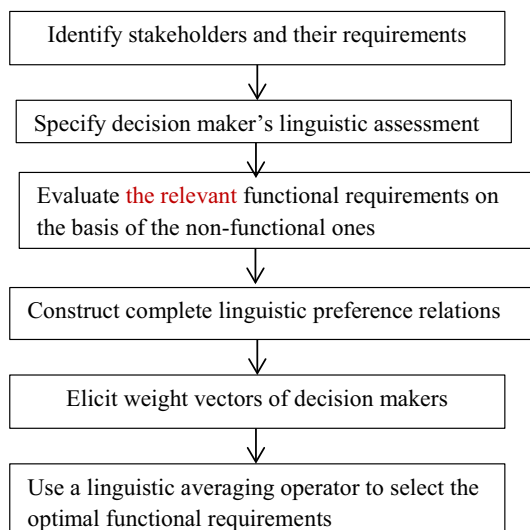 Identify stakeholders and their requirements
Specify decision maker’s linguistic assessment
Evaluate the relevant functional requirements on
the basis of the non-functional ones
Construct complete linguistic preference relations
Elicit weight vectors of decision makers
Use a linguistic averaging operator to select the
optimal functional requirements